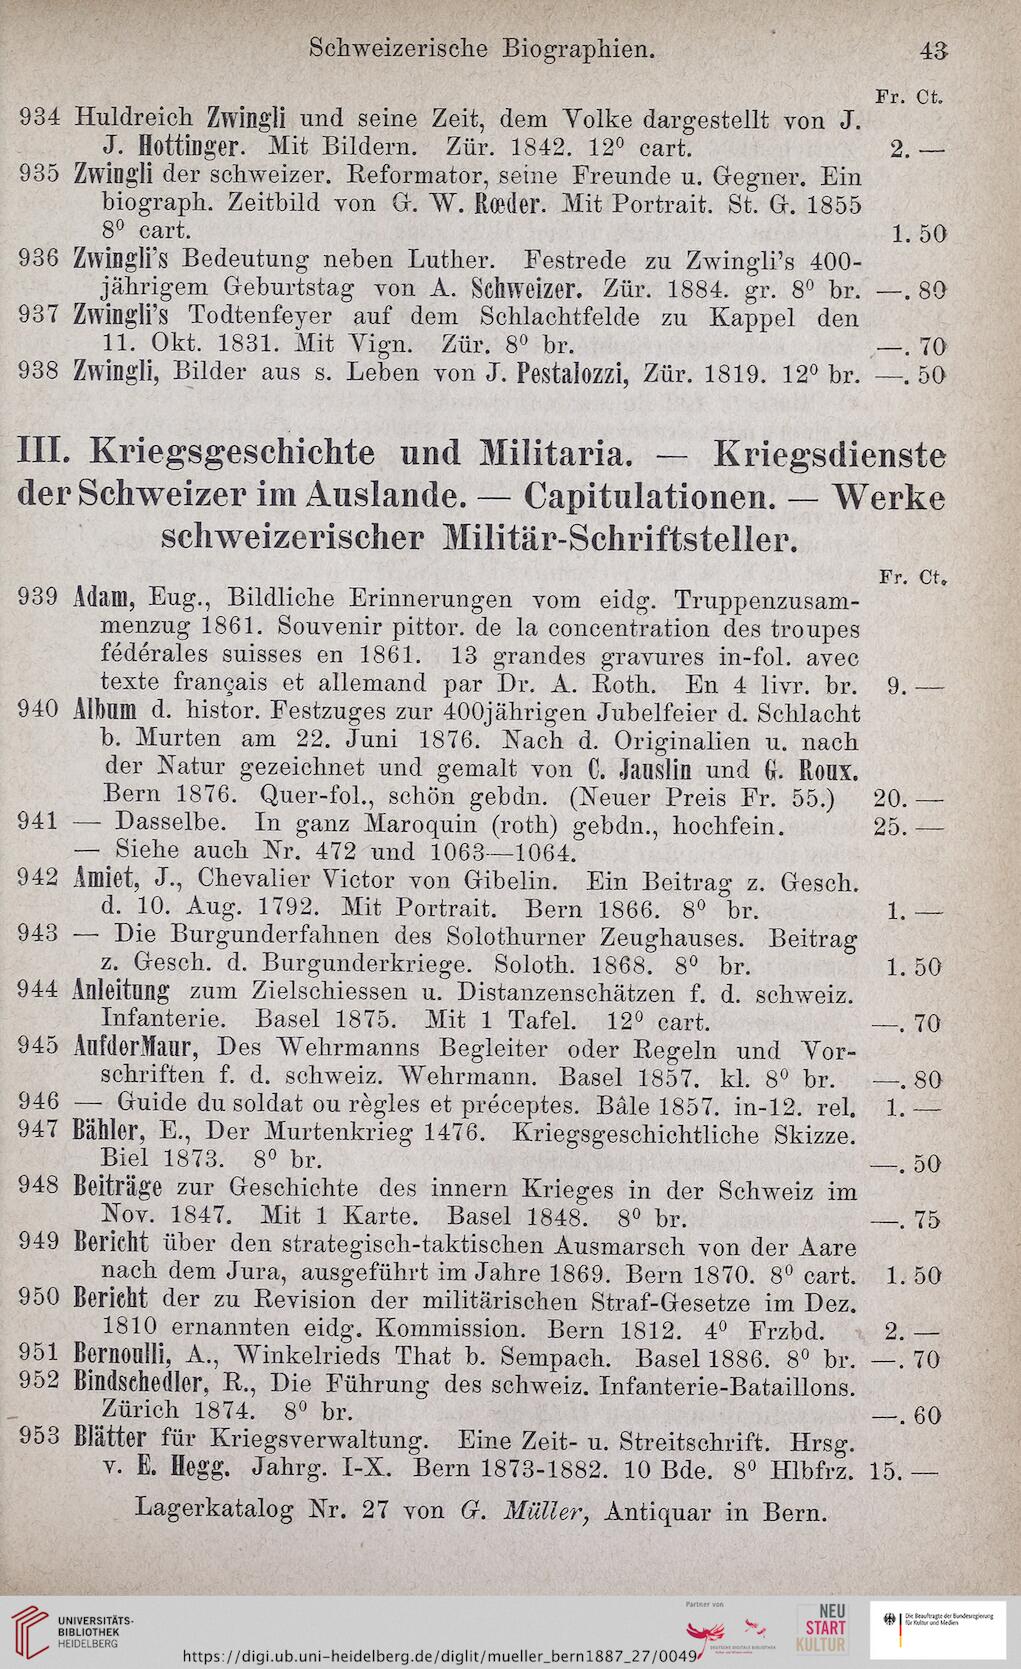 Schweizerische Biographien. 43
Fr. Ct.
934 Huldreich Zwingli und seine Zeit, dem Volke dargestellt von J.
J. Hottinger. Mit Bildern. Zür. 1842. 12⁰ cart. 2. —
935 Zwingli der schweizer. Reformator, seine Freunde u. Gegner. Ein
biograph. Zeitbild von G. W. Rœder. Mit Portrait. St. G. 1855
8⁰ cart. 1. 50
936 Zwingli's Bedeutung neben Luther. Festrede zu Zwingli's 400-
jährigem Geburtstag von A. Schweizer. Zür. 1884. gr. 8⁰ br. —. 80
937 Zwingli's Todtenfeyer auf dem Schlachtfelde zu Kappel den
11. Okt. 1831. Mit Vign. Zür. 8⁰ br. —. 70
938 Zwingli, Bilder aus s. Leben von J. Pestalozzi, Zür. 1819. 12⁰ br. —. 50
III. Kriegsgeschichte und Militaria. — Kriegsdienste
der Schweizer im Auslande. — Capitulationen. — Werke
schweizerischer Militär-Schriftsteller.
Fr. Ct.
939 Adam, Eug., Bildliche Erinnerungen vom eidg. Truppenzusam-
menzug 1861. Souvenir pittor. de la concentration des troupes
fédérales suisses en 1861. 13 grandes gravures in-fol. avec
texte français et allemand par Dr. A. Roth. En 4 livr. br. 9. —
940 Album d. histor. Festzuges zur 400jährigen Jubelfeier d. Schlacht
b. Murten am 22. Juni 1876. Nach d. Originalien u. nach
der Natur gezeichnet und gemalt von C. Jauslin und G. Roux.
Bern 1876. Quer-fol., schön gebdn. (Neuer Preis Fr. 55.) 20. —
941 — Dasselbe. In ganz Maroquin (roth) gebdn., hochfein. 25. —
— Siehe auch Nr. 472 und 1063—1064.
942 Amiet, J., Chevalier Victor von Gibelin. Ein Beitrag z. Gesch.
d. 10. Aug. 1792. Mit Portrait. Bern 1866. 8⁰ br. 1. —
943 — Die Burgunderfahnen des Solothurner Zeughauses. Beitrag
z. Gesch. d. Burgunderkriege. Soloth. 1868. 8⁰ br. 1. 50
944 Anleitung zum Zielschiessen u. Distanzenschätzen f. d. schweiz.
Infanterie. Basel 1875. Mit 1 Tafel. 12⁰ cart. —. 70
945 AufderMaur, Des Wehrmanns Begleiter oder Regeln und Vor-
schriften f. d. schweiz. Wehrmann. Basel 1857. kl. 8⁰ br. —. 80
946 — Guide du soldat ou règles et préceptes. Bâle 1857. in-12. rel. 1. —
947 Bähler, E., Der Murtenkrieg 1476. Kriegsgeschichtliche Skizze.
Biel 1873. 8⁰ br. —. 50
948 Beiträge zur Geschichte des innern Krieges in der Schweiz im
Nov. 1847. Mit 1 Karte. Basel 1848. 8⁰ br. —. 75
949 Bericht über den strategisch-taktischen Ausmarsch von der Aare
nach dem Jura, ausgeführt im Jahre 1869. Bern 1870. 8⁰ cart. 1. 50
950 Bericht der zu Revision der militärischen Straf-Gesetze im Dez.
1810 ernannten eidg. Kommission. Bern 1812. 4⁰ Frzbd. 2. —
951 Bernoulli, A., Winkelrieds That b. Sempach. Basel 1886. 8⁰ br. —. 70
952 Bindschedler, R., Die Führung des schweiz. Infanterie-Bataillons.
Zürich 1874. 8⁰ br. —. 60
953 Blätter für Kriegsverwaltung. Eine Zeit- u. Streitschrift. Hrsg.
v. E. Hegg. Jahrg. I-X. Bern 1873-1882. 10 Bde. 8⁰ Hlbfrz. 15. —
Lagerkatalog Nr. 27 von G. Müller, Antiquar in Bern.
UNIVERSITÄTS-
BIBLIOTHEK
HEIDELBERG
https://digi.ub.uni-heidelberg.de/diglit/mueller_bern1887_27/0049
Partner von
DEUTSCHE DIGITALE BIBLIOTHEK
Kultur und Wissen online
NEU
START
KULTUR
Die Beauftragte der Bundesregierung
für Kultur und Medien